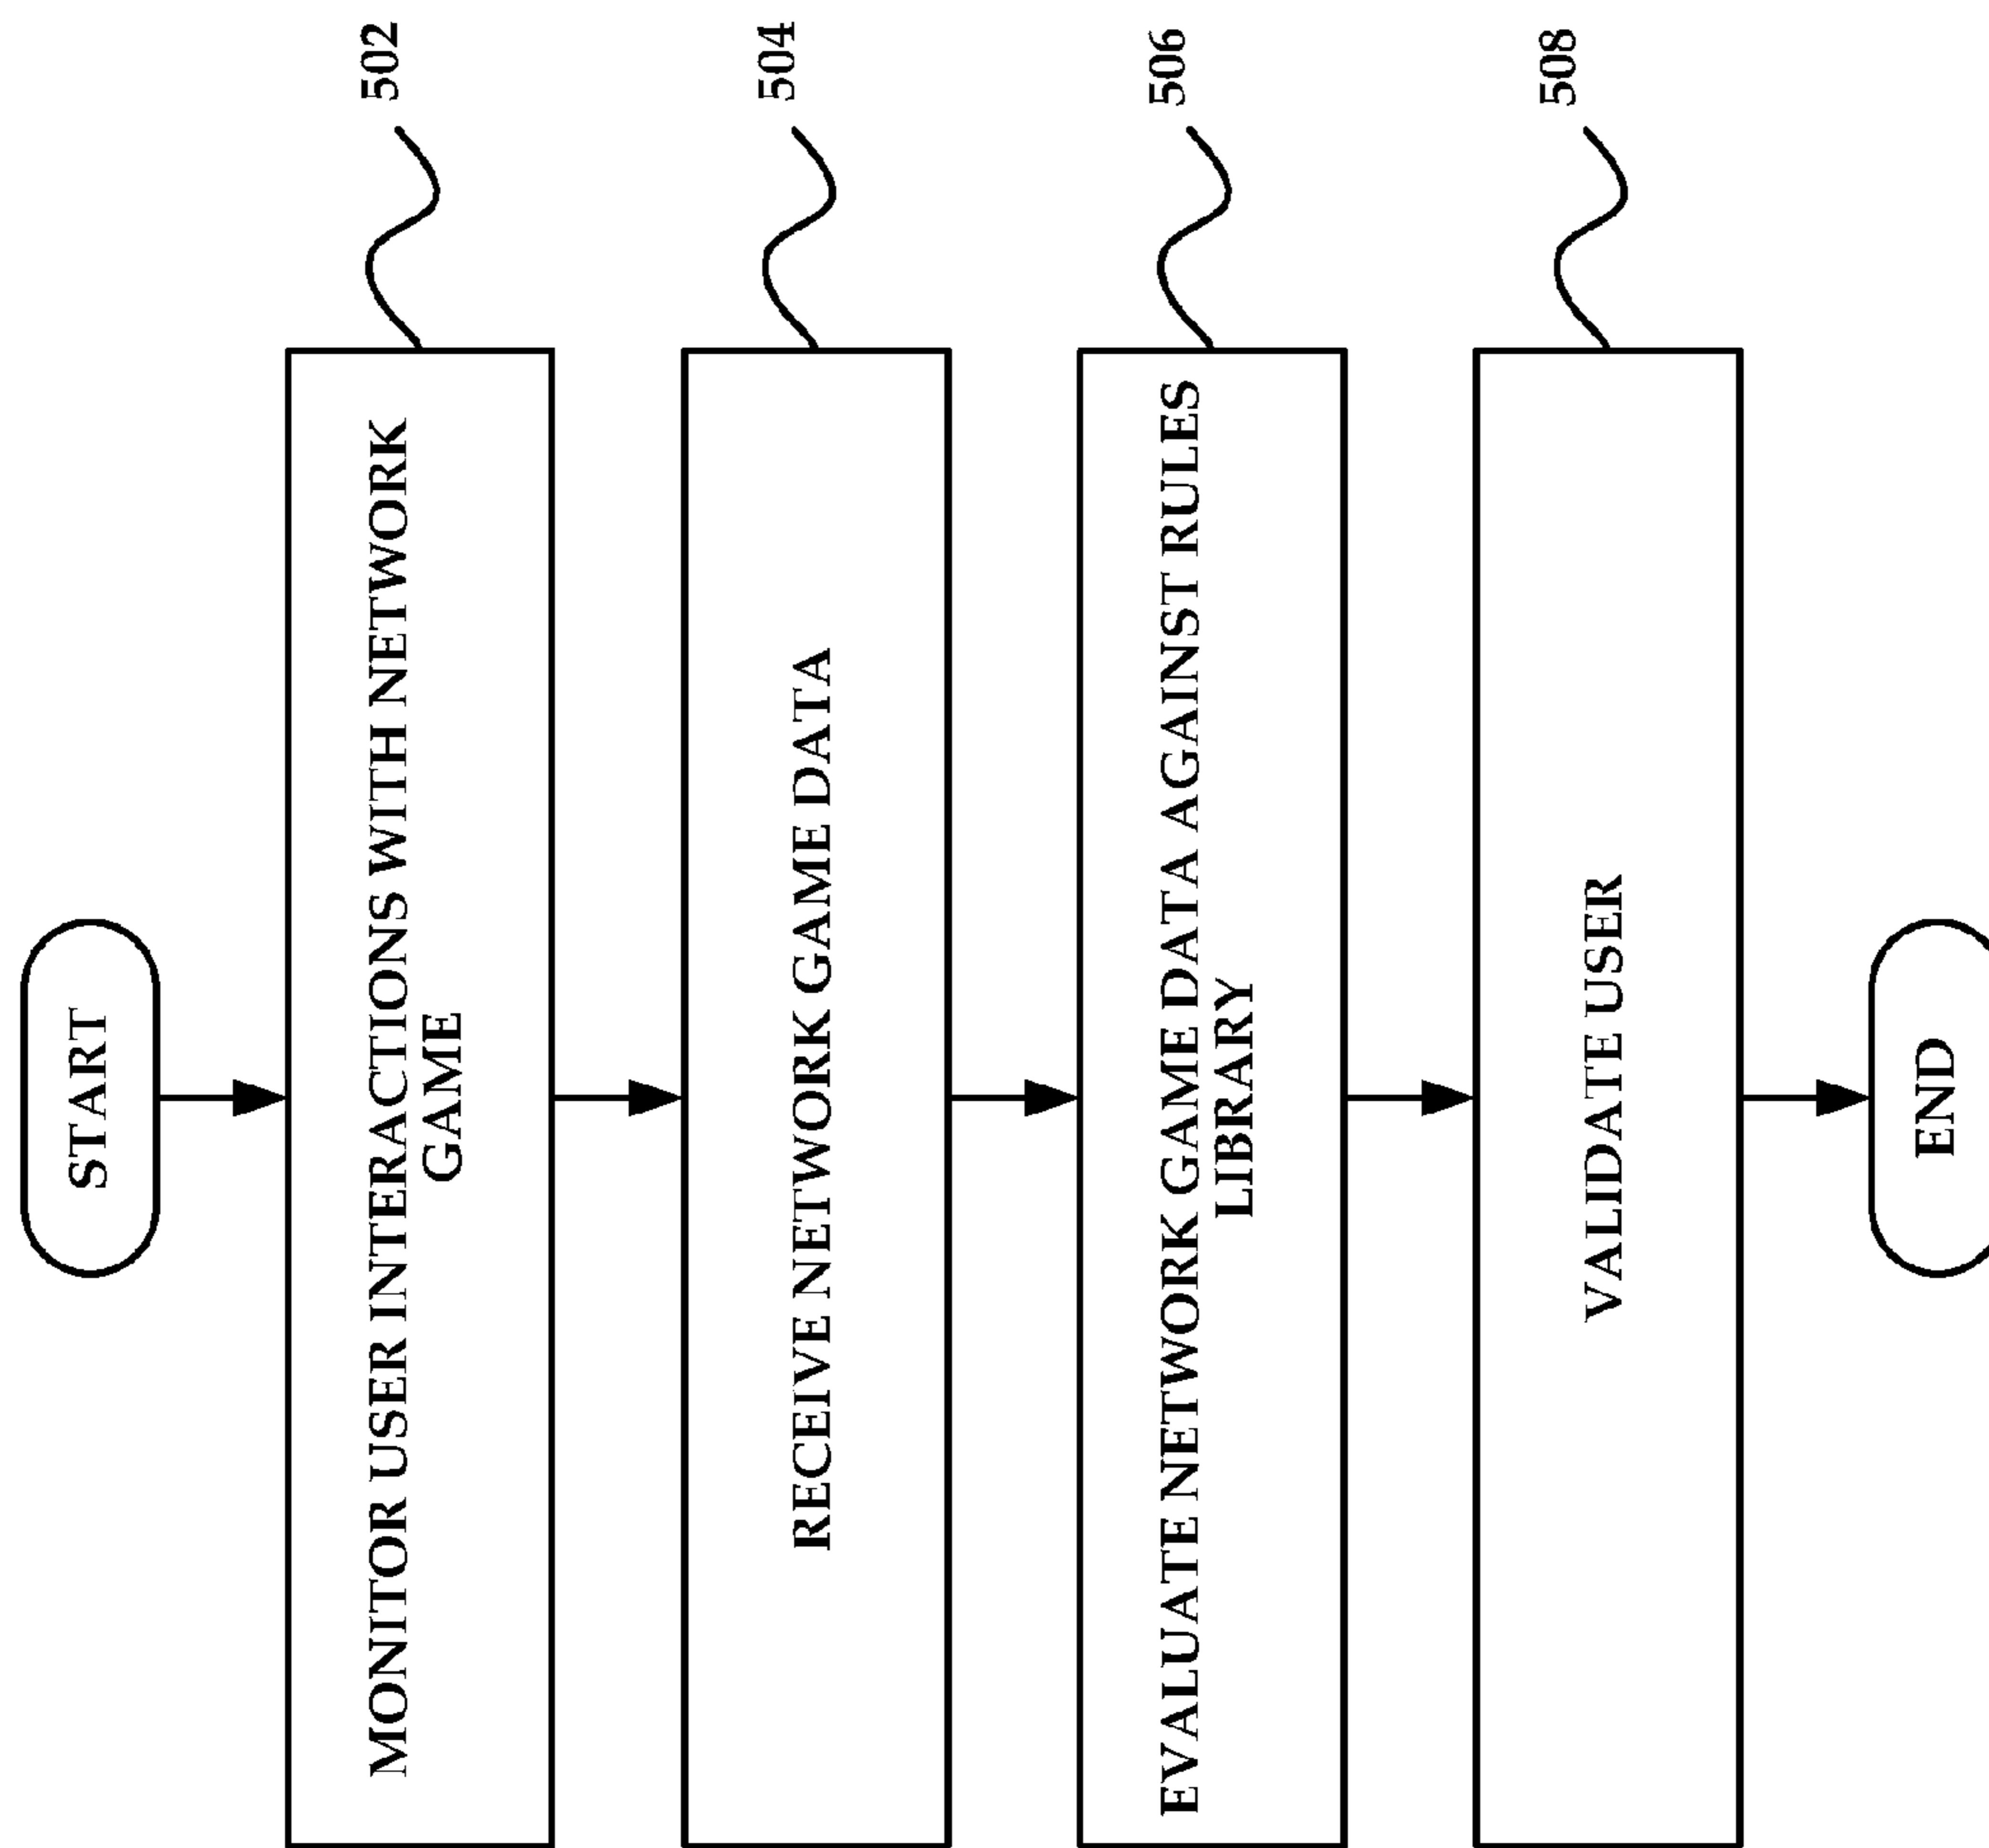 START
MONITOR USER INTERACTIONS WITH NETWORK
GAME
502
RECEIVE NETWORK GAME DATA
504
EVALUATE NETWORK GAME DATA AGAINST RULES
LIBRARY
506
VALIDATE USER
508
END